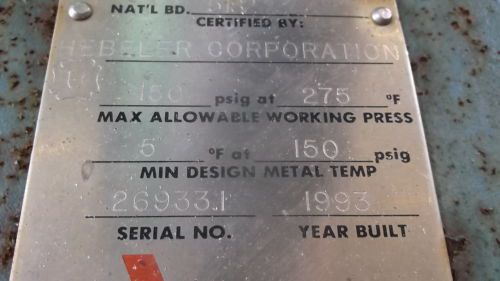 NAT'L BD.
CERTIFIED BY:
HEBELER CORPORATION
150 psig at 275 °F
MAX ALLOWABLE WORKING PRESS
5 °F at 150 psig
MIN DESIGN METAL TEMP
26933.1 1993
SERIAL NO. YEAR BUILT